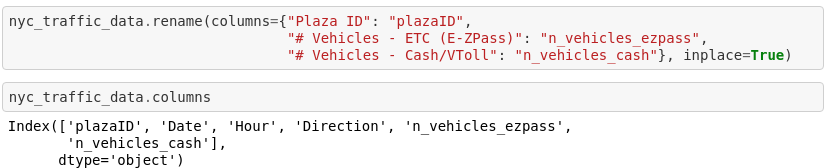 nyc_traffic_data.rename(columns={"Plaza ID": "plazaID",
                                 "# Vehicles - ETC (E-ZPass)": "n_vehicles_ezpass",
                                 "# Vehicles - Cash/VToll": "n_vehicles_cash"}, inplace=True)
nyc_traffic_data.columns
Index(['plazaID', 'Date', 'Hour', 'Direction', 'n_vehicles_ezpass',
       'n_vehicles_cash'],
      dtype='object')